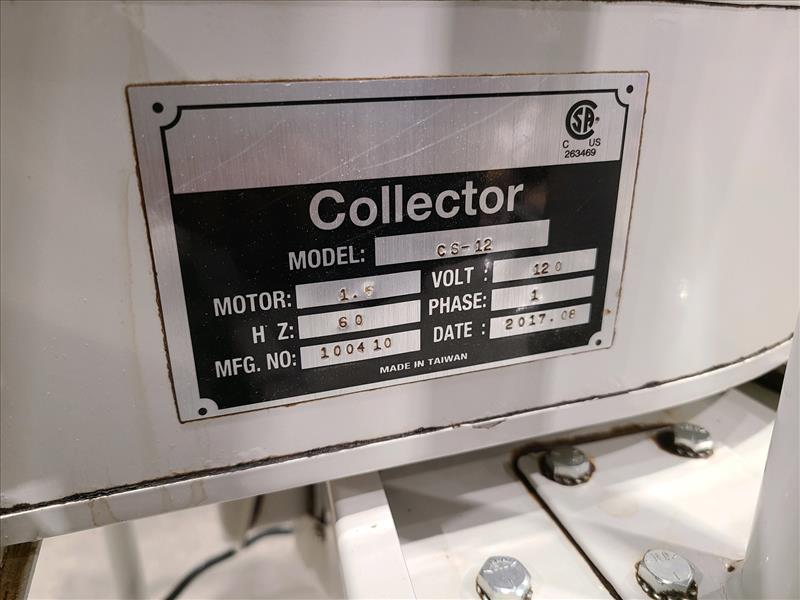 CSA
C US
263469
Collector
MODEL: CS-12
MOTOR: 1.5 VOLT : 120
H Z: 60 PHASE: 1
MFG. NO: 100410 DATE : 2017.08
MADE IN TAIWAN